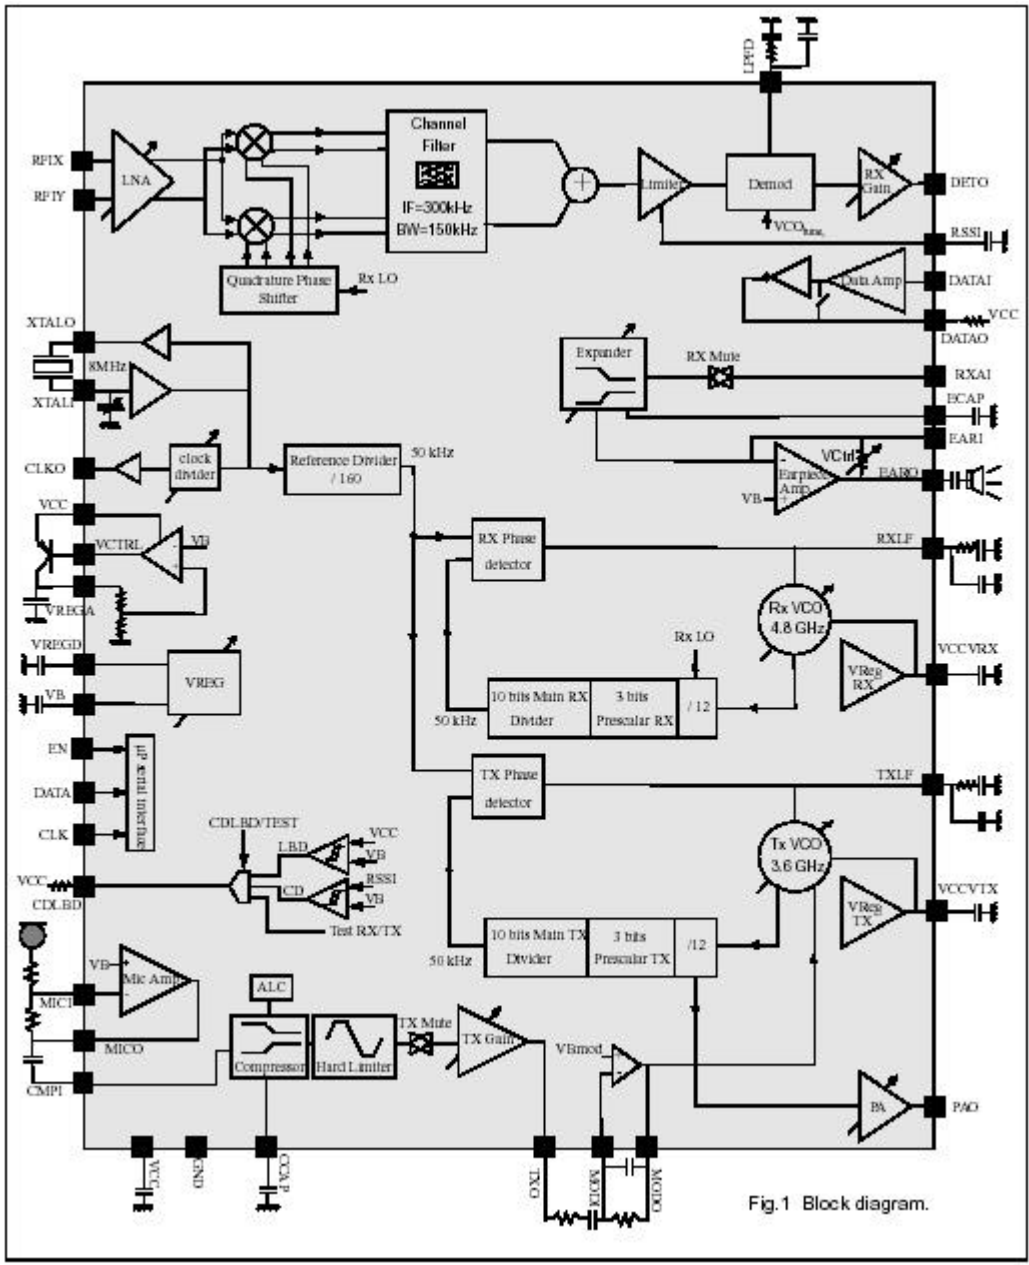 LPFD
Channel
Filter
IF=300kHz
BW=150kHz
RFIX
RFIY
LNA
Limiter
Demod
RX
Gain
DETO
VCO
RSSI
Quadrature Phase
Shifter
Rx LO
Data Amp
DATAI
VCC
DATAO
XTALO
8MHz
XTALI
Expander
RX Mute
RXAI
ECAP
EARI
VCtrl
Earpiece
Amp
VB
EARO
CLKO
clock
divider
Reference Divider
/ 160
50 kHz
VCC
VCTRL
VB
VREGA
RX Phase
detector
RXLF
Rx VCO
4.8 GHz
Rx LO
VReg
RX
VCCVRX
VREGD
VB
VREG
10 bits Main RX
Divider
3 bits
Prescalar RX
/ 12
50 kHz
EN
DATA
CLK
µP serial interface
TX Phase
detector
TXLF
Tx VCO
3.6 GHz
CDLBD/TEST
LBD
VCC
VB
CD
RSSI
VB
Test RX/TX
VCC
CDLBD
VReg
TX
VCCVTX
10 bits Main TX
Divider
3 bits
Prescalar TX
/12
50 kHz
VB
Mic Amp
MICI
MICO
CMPI
ALC
Compressor
Hard Limiter
TX Mute
TX Gain
VBmod
PA
PAO
VCC
GND
CCAP
TXO
MODI
MODO
Fig.1 Block diagram.